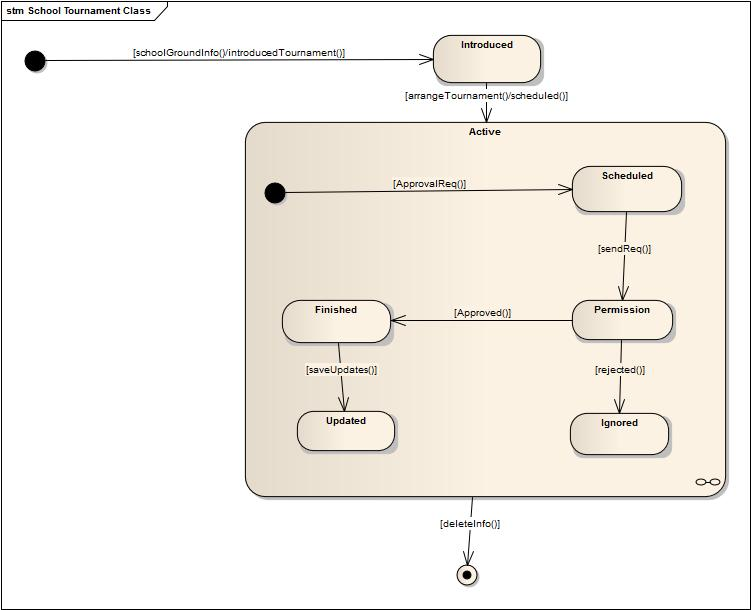 stm School Tournament Class
[schoolGroundInfo()/introducedTournament()]
Introduced
[arrangeTournament()/scheduled()]
Active
[ApprovalReq()]
Scheduled
[sendReq()]
Finished
[Approved()]
Permission
[saveUpdates()]
[rejected()]
Updated
Ignored
[deleteInfo()]